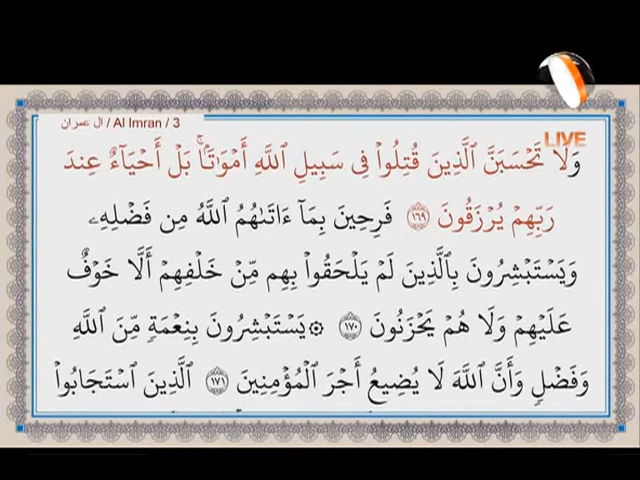 LIVE
ال عمران / Al Imran / 3
وَلَا تَحْسَبَنَّ ٱلَّذِينَ قُتِلُوا۟ فِى سَبِيلِ ٱللَّهِ أَمْوَٰتًۢا ۚ بَلْ أَحْيَآءٌ عِندَ
رَبِّهِمْ يُرْزَقُونَ ١٦٩ فَرِحِينَ بِمَآ ءَاتَىٰهُمُ ٱللَّهُ مِن فَضْلِهِۦ
وَيَسْتَبْشِرُونَ بِٱلَّذِينَ لَمْ يَلْحَقُوا۟ بِهِم مِّنْ خَلْفِهِمْ أَلَّا خَوْفٌ
عَلَيْهِمْ وَلَا هُمْ يَحْزَنُونَ ١٧٠ ۞ يَسْتَبْشِرُونَ بِنِعْمَةٍ مِّنَ ٱللَّهِ
وَفَضْلٍ وَأَنَّ ٱللَّهَ لَا يُضِيعُ أَجْرَ ٱلْمُؤْمِنِينَ ١٧١ ٱلَّذِينَ ٱسْتَجَابُوا۟